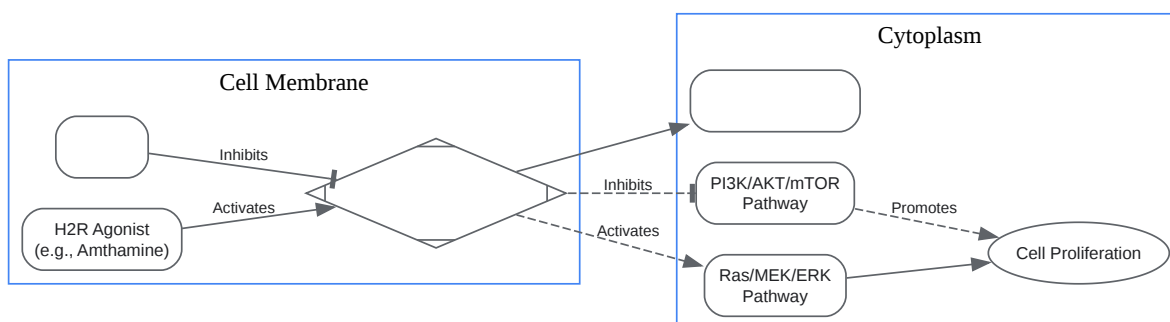 Cell Membrane
Inhibits
Activates
H2R Agonist
(e.g., Amthamine)
Cytoplasm
Inhibits
PI3K/AKT/mTOR
Pathway
Activates
Promotes
Ras/MEK/ERK
Pathway
Cell Proliferation